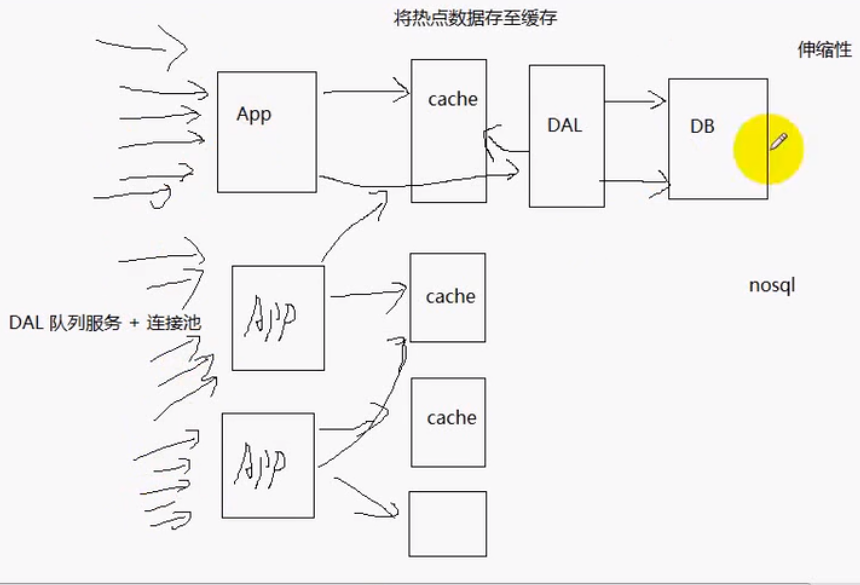 将热点数据存至缓存
伸缩性
App
cache
DAL
DB
nosql
App
cache
DAL 队列服务 + 连接池
cache
App